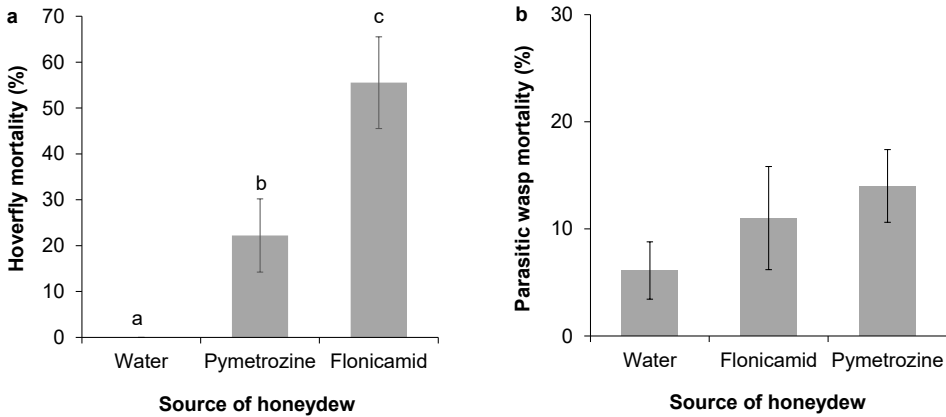 a
Hoverfly mortality (%)
70
60
50
40
30
20
10
0
a
b
c
Water Pymetrozine Flonicamid
Source of honeydew
b
Parasitic wasp mortality (%)
30
20
10
0
Water Flonicamid Pymetrozine
Source of honeydew